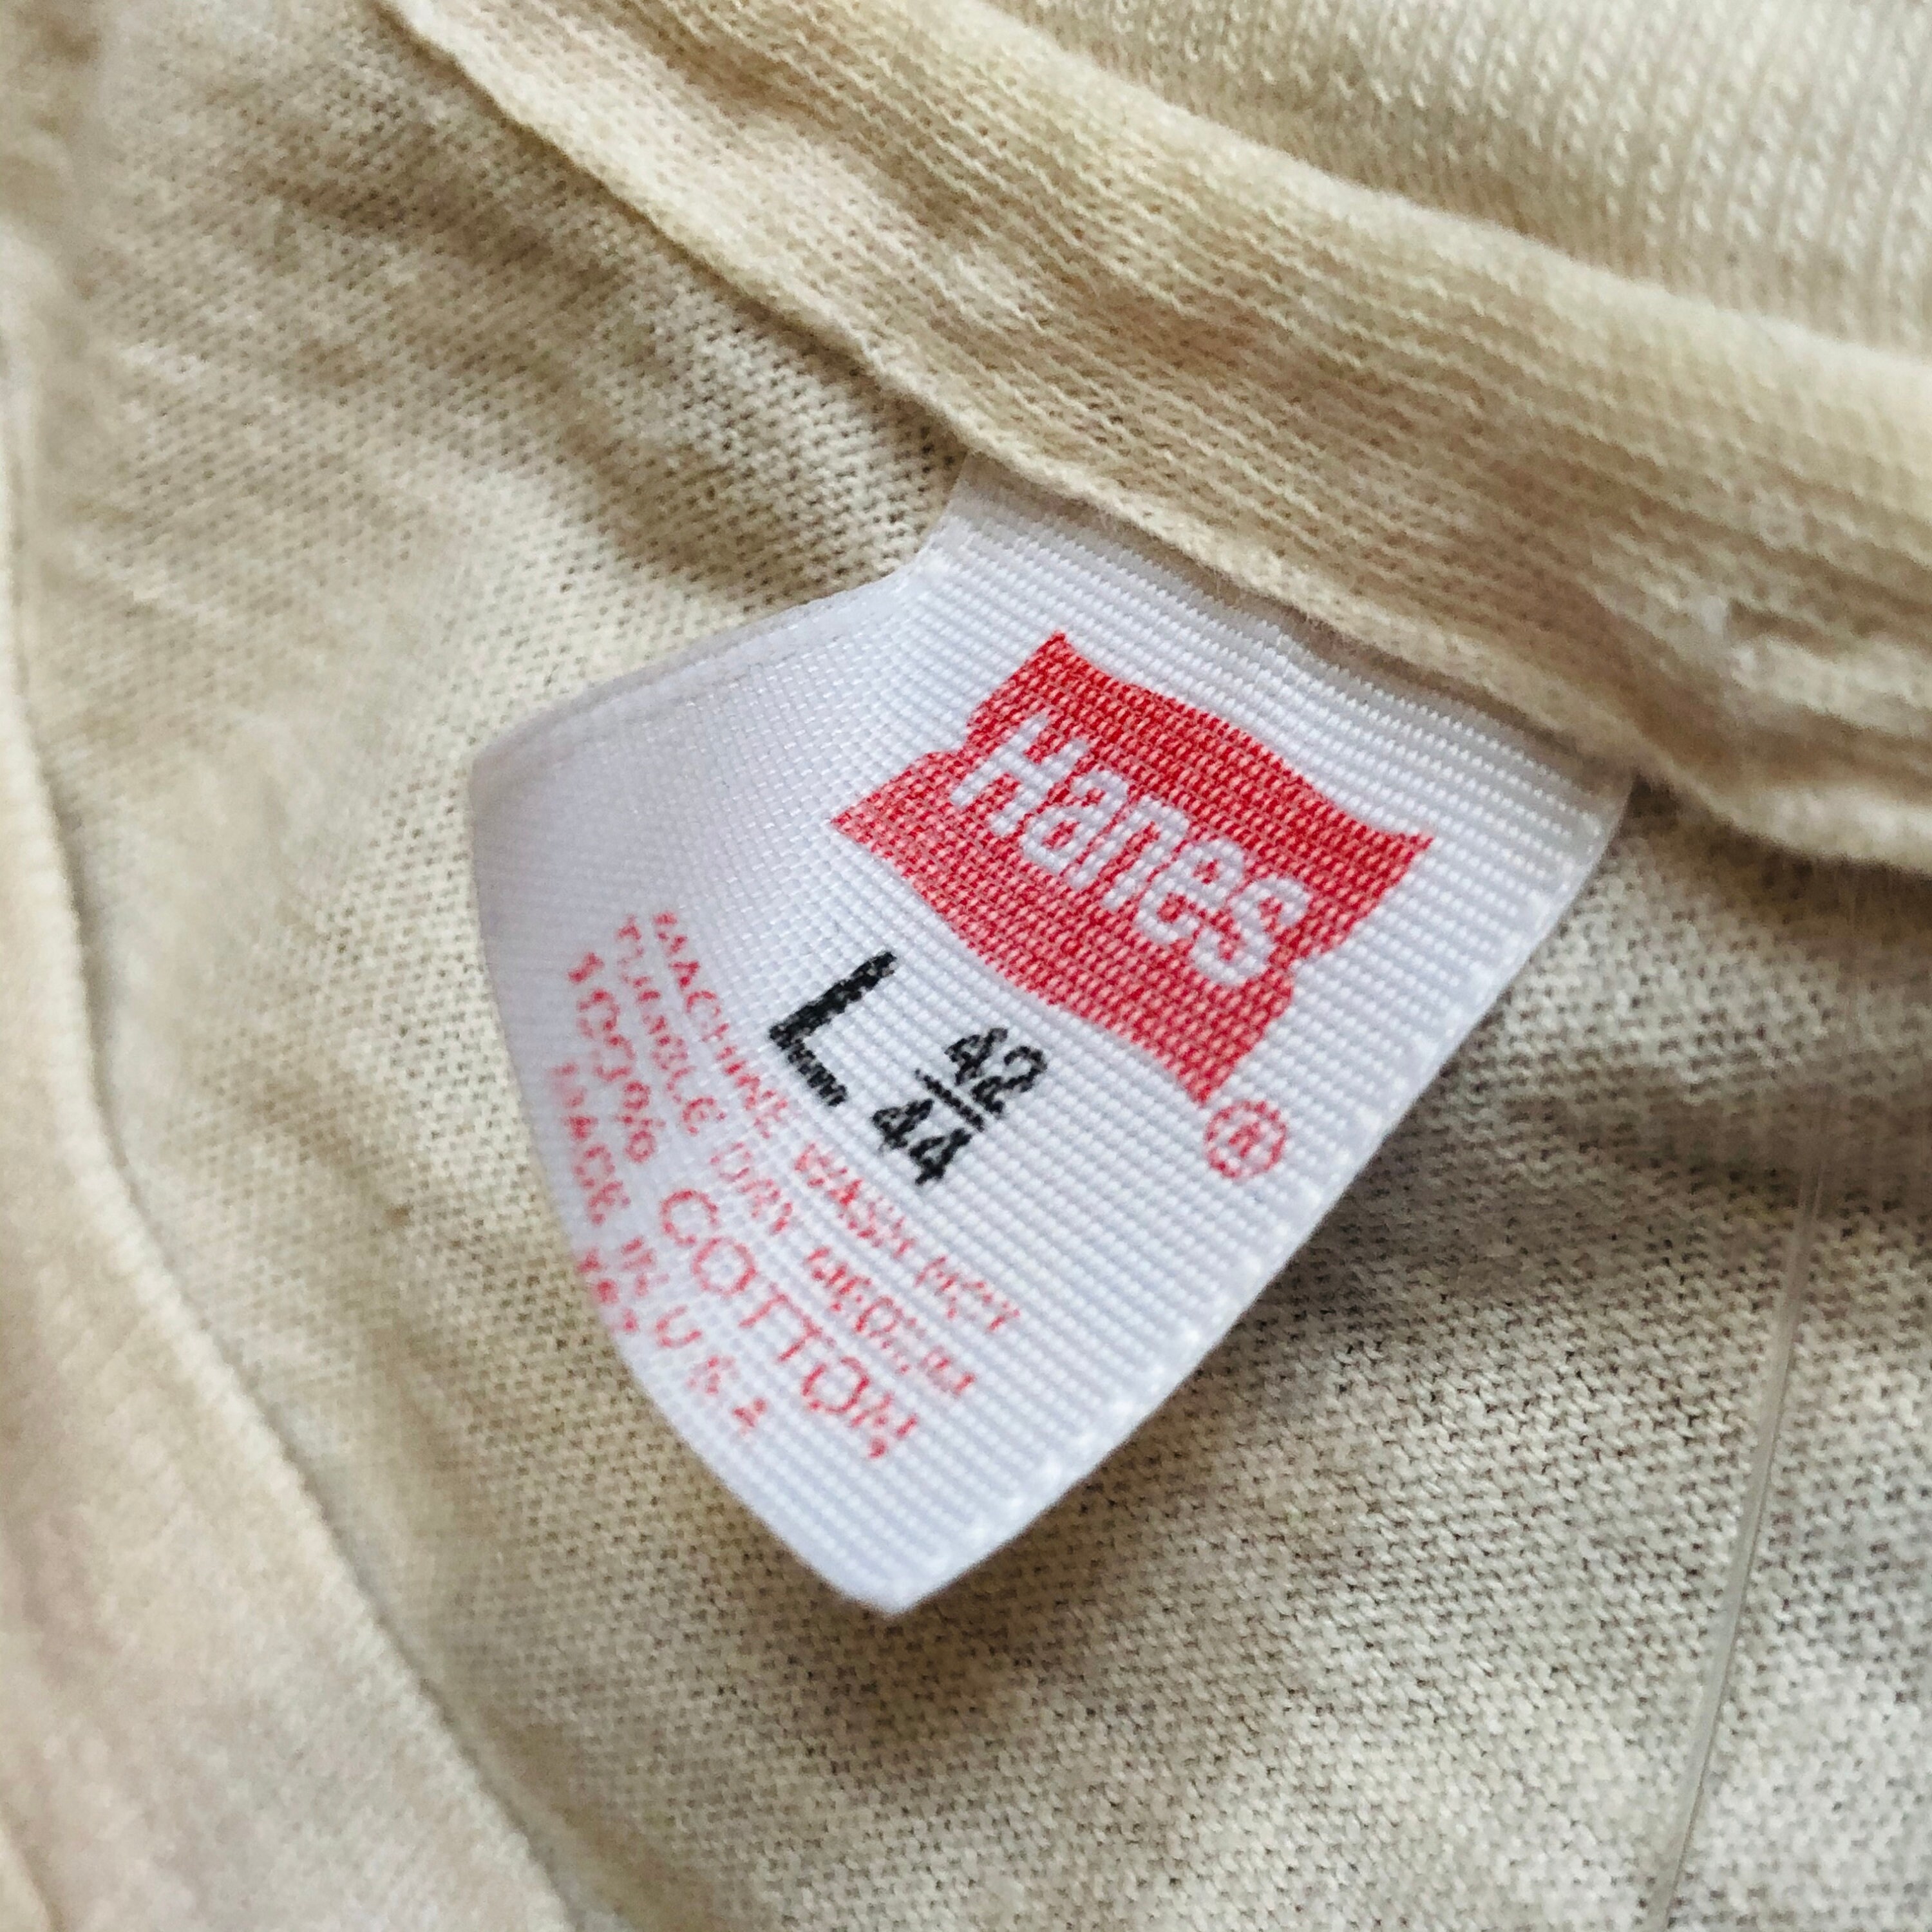 Hanes
®
L 42/44
MACHINE WASH HOT
TUMBLE DRY MEDIUM
100% COTTON
MADE IN U S A